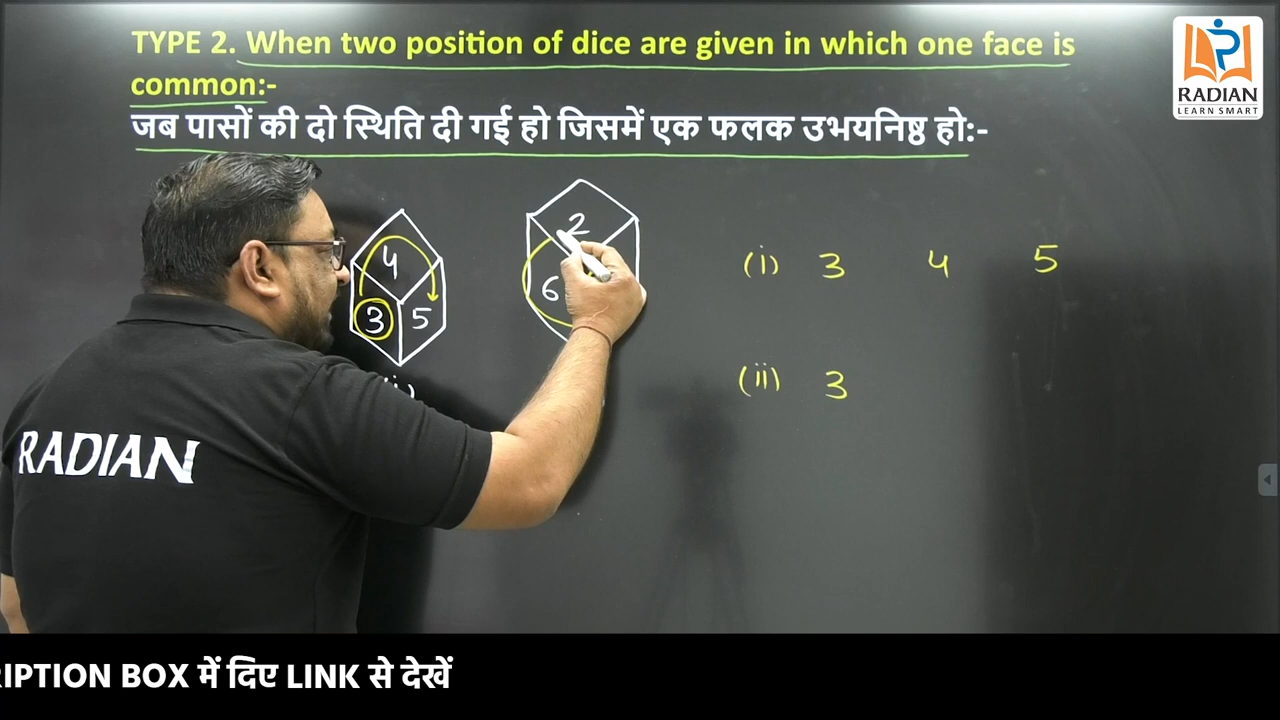 TYPE 2. When two position of dice are given in which one face is
common:-
जब पासों की दो स्थिति दी गई हो जिसमें एक फलक उभयनिष्ठ हो:-
RADIAN
LEARN SMART
4
3 5
2
6
(i) 3 4 5
(ii) 3
RADIAN
RIPTION BOX में दिए LINK से देखें